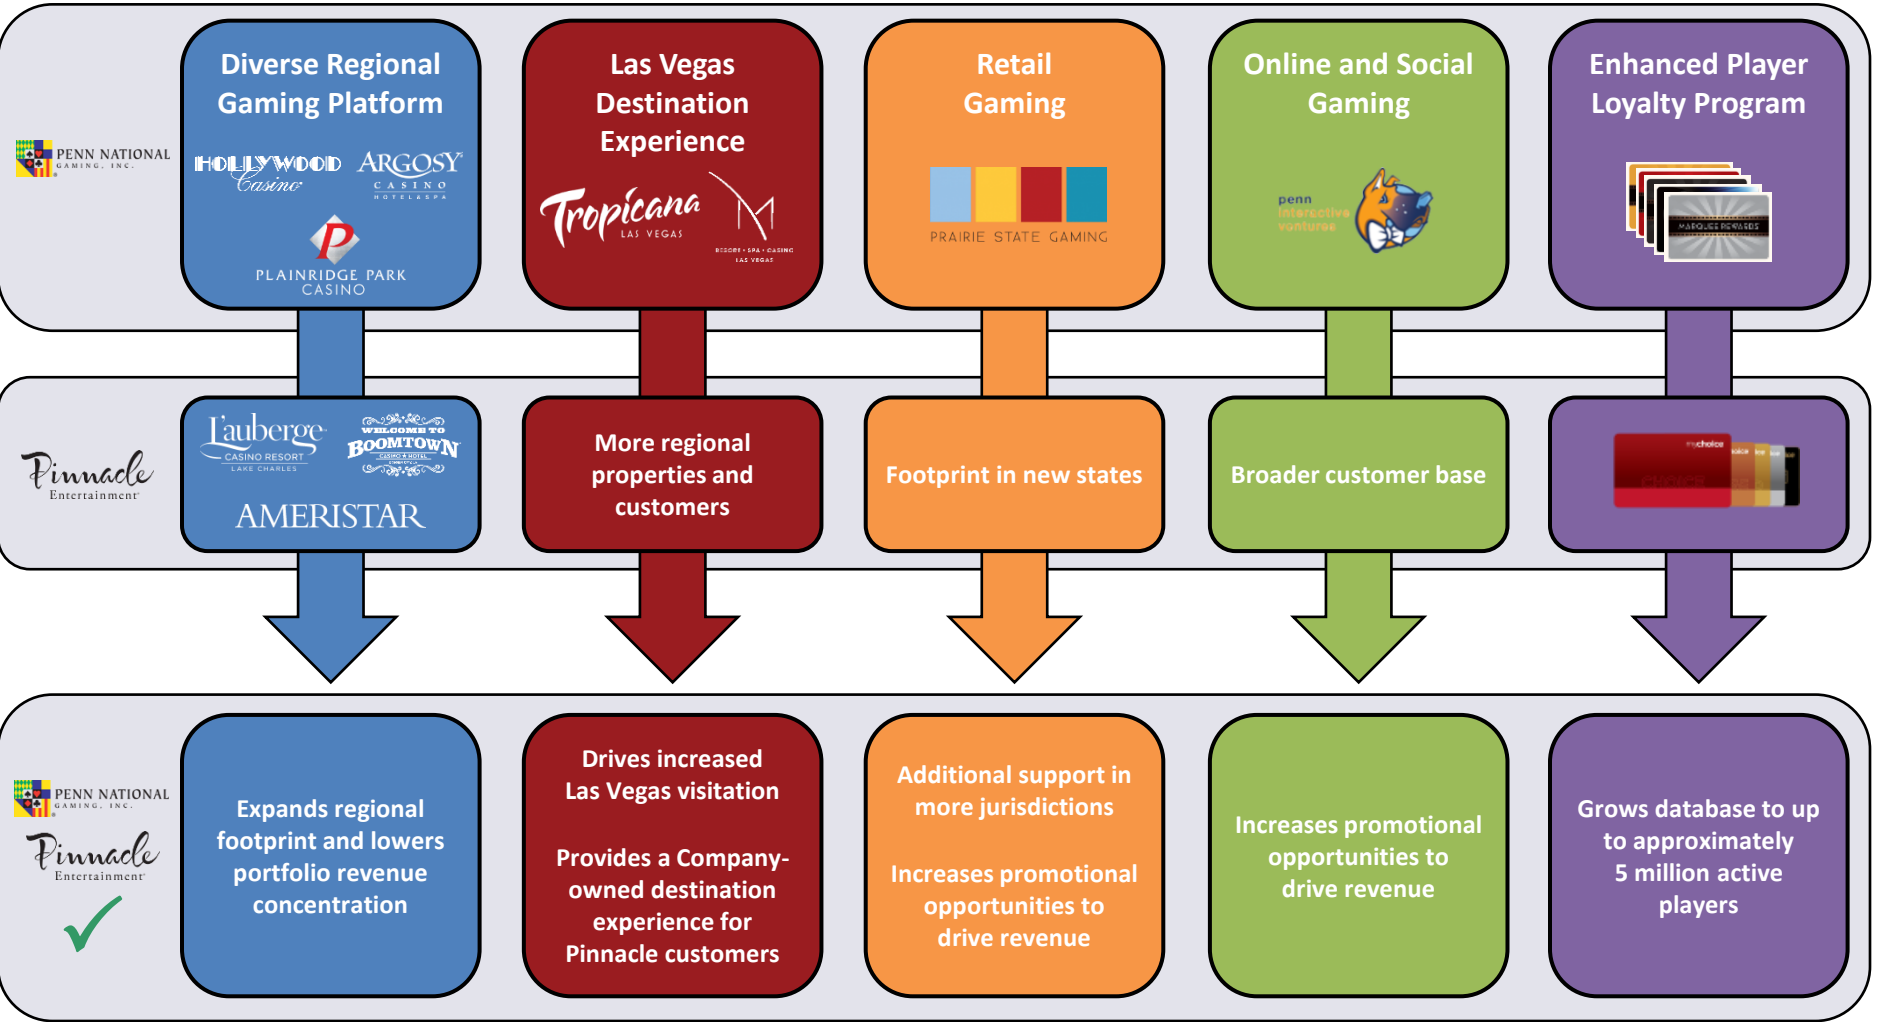 Diverse Regional
Gaming Platform
Las Vegas
Destination
Experience
Retail
Gaming
Online and Social
Gaming
Enhanced Player
Loyalty Program
PENN NATIONAL
GAMING, INC.
HOLLYWOOD
Casino
ARGOSY
CASINO
HOTEL & SPA
PLAINRIDGE PARK
CASINO
Tropicana
LAS VEGAS
M
RESORT • SPA • CASINO
LAS VEGAS
PRAIRIE STATE GAMING
penn
interactive
ventures
MARQUEE REWARDS
Pinnacle
Entertainment
L'auberge
CASINO RESORT
LAKE CHARLES
WELCOME TO
BOOMTOWN
CASINO ★ HOTEL
AMERISTAR
More regional
properties and
customers
Footprint in new states
Broader customer base
mychoice
PENN NATIONAL
GAMING, INC.
Pinnacle
Entertainment
Expands regional
footprint and lowers
portfolio revenue
concentration
Drives increased
Las Vegas visitation
Provides a Company-
owned destination
experience for
Pinnacle customers
Additional support in
more jurisdictions
Increases promotional
opportunities to
drive revenue
Increases promotional
opportunities to
drive revenue
Grows database to up
to approximately
5 million active
players